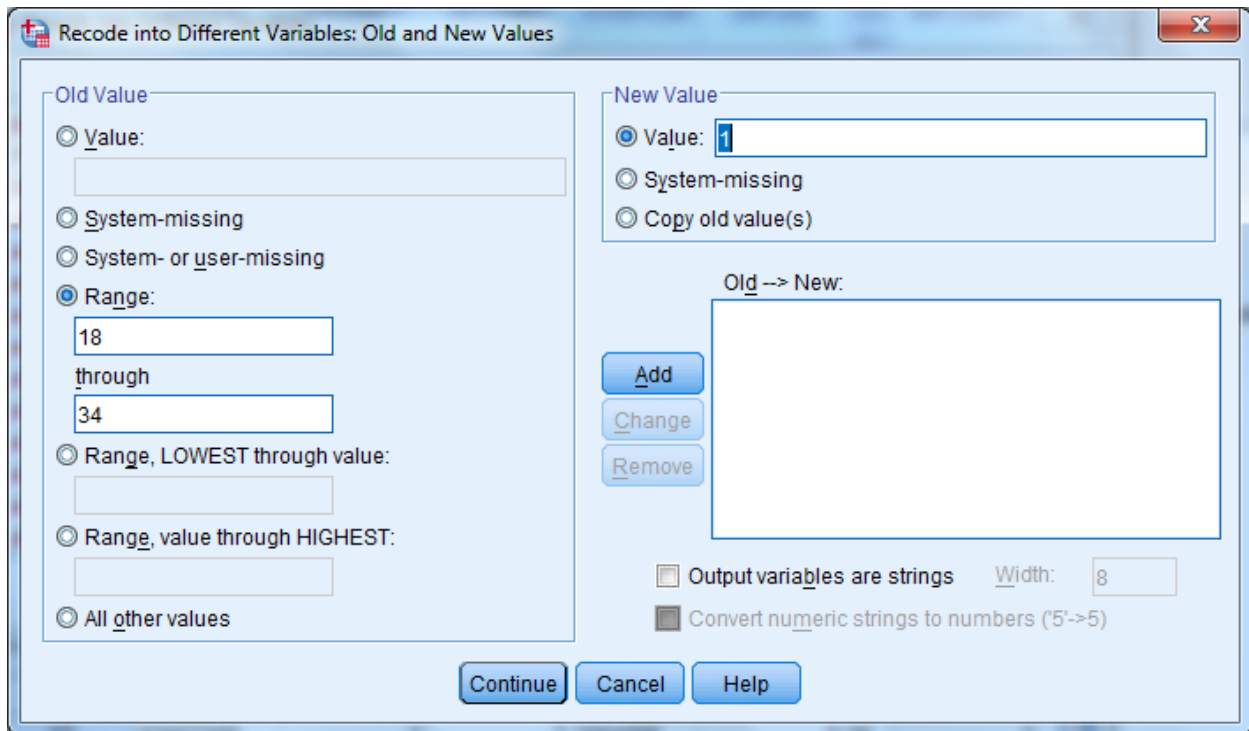 Recode into Different Variables: Old and New Values
Old Value
Value:
System-missing
System- or user-missing
Range:
18
through
34
Range, LOWEST through value:
Range, value through HIGHEST:
All other values
New Value
Value: 1
System-missing
Copy old value(s)
Old --> New:
Add
Change
Remove
Output variables are strings Width: 8
Convert numeric strings to numbers ('5'->5)
Continue Cancel Help